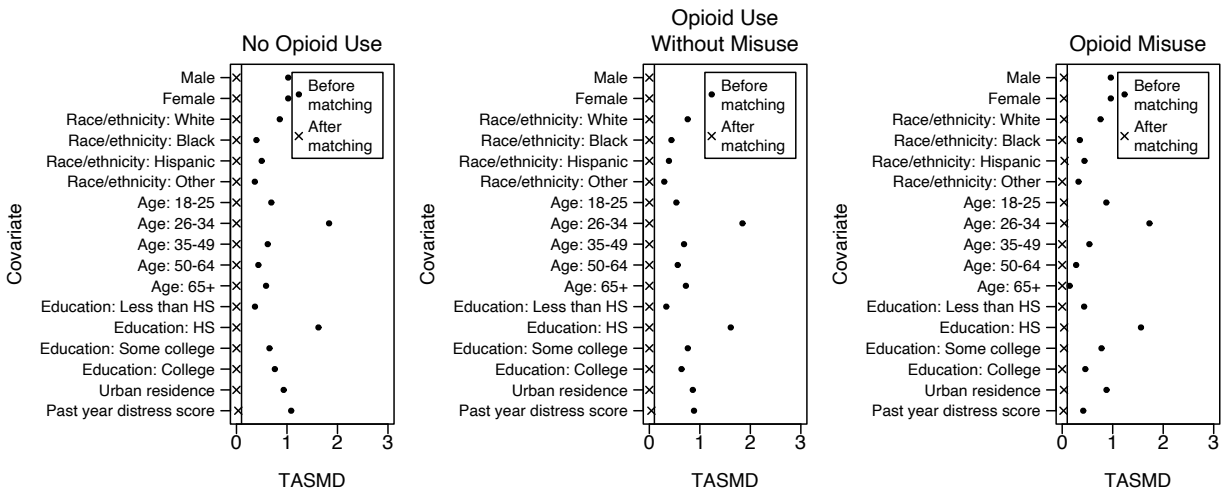 No Opioid Use
Covariate
Male
Female
Race/ethnicity: White
Race/ethnicity: Black
Race/ethnicity: Hispanic
Race/ethnicity: Other
Age: 18-25
Age: 26-34
Age: 35-49
Age: 50-64
Age: 65+
Education: Less than HS
Education: HS
Education: Some college
Education: College
Urban residence
Past year distress score
Before
matching
After
matching
0 1 2 3
TASMD
Opioid Use
Without Misuse
Covariate
Male
Female
Race/ethnicity: White
Race/ethnicity: Black
Race/ethnicity: Hispanic
Race/ethnicity: Other
Age: 18-25
Age: 26-34
Age: 35-49
Age: 50-64
Age: 65+
Education: Less than HS
Education: HS
Education: Some college
Education: College
Urban residence
Past year distress score
Before
matching
After
matching
0 1 2 3
TASMD
Opioid Misuse
Covariate
Male
Female
Race/ethnicity: White
Race/ethnicity: Black
Race/ethnicity: Hispanic
Race/ethnicity: Other
Age: 18-25
Age: 26-34
Age: 35-49
Age: 50-64
Age: 65+
Education: Less than HS
Education: HS
Education: Some college
Education: College
Urban residence
Past year distress score
Before
matching
After
matching
0 1 2 3
TASMD